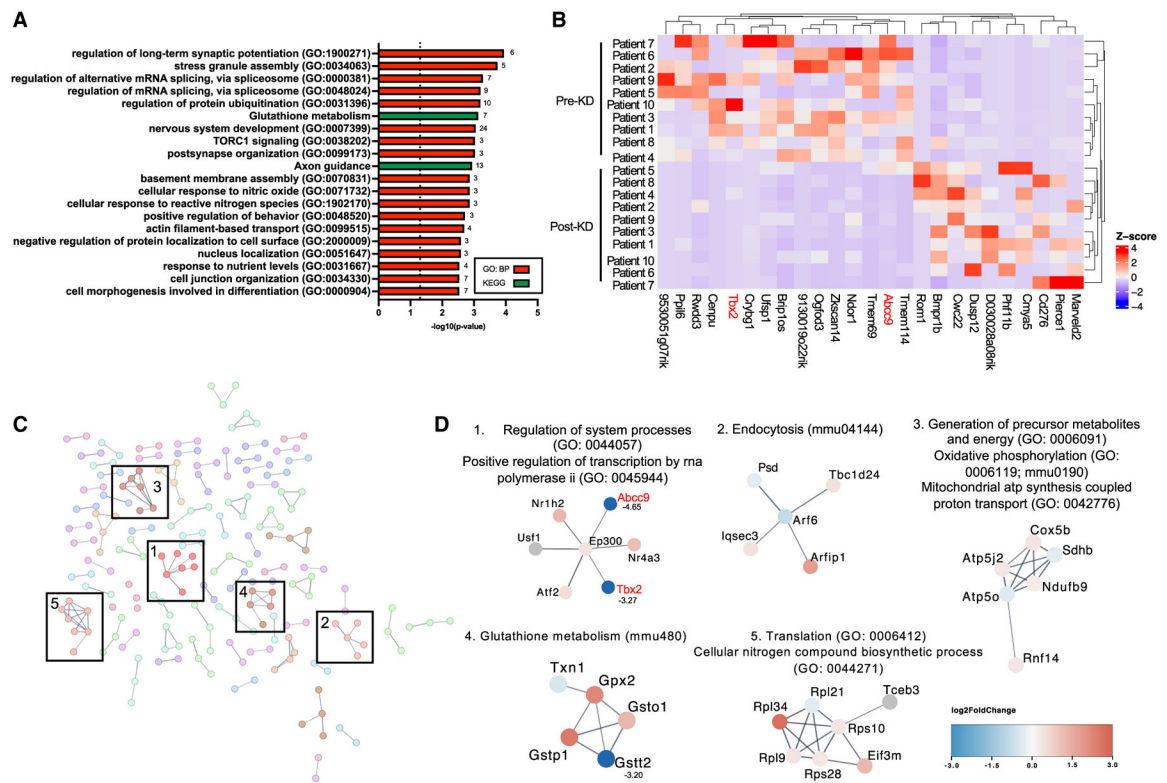 A
regulation of long-term synaptic potentiation (GO:1900271)
6
stress granule assembly (GO:0034063)
5
regulation of alternative mRNA splicing, via spliceosome (GO:0000381)
7
regulation of mRNA splicing, via spliceosome (GO:0048024)
9
regulation of protein ubiquitination (GO:0031396)
10
Glutathione metabolism
7
nervous system development (GO:0007399)
24
TORC1 signaling (GO:0038202)
3
postsynapse organization (GO:0099173)
3
Axon guidance
13
basement membrane assembly (GO:0070831)
3
cellular response to nitric oxide (GO:0071732)
3
cellular response to reactive nitrogen species (GO:1902170)
3
positive regulation of behavior (GO:0048520)
3
actin filament-based transport (GO:0099515)
4
negative regulation of protein localization to cell surface (GO:2000009)
3
nucleus localization (GO:0051647)
3
response to nutrient levels (GO:0031667)
4
cell junction organization (GO:0034330)
7
cell morphogenesis involved in differentiation (GO:0000904)
7
GO: BP
KEGG
0 1 2 3 4 5
-log10(p-value)
B
Pre-KD
Post-KD
Patient 7
Patient 6
Patient 2
Patient 9
Patient 5
Patient 10
Patient 3
Patient 1
Patient 8
Patient 4
Patient 5
Patient 8
Patient 4
Patient 2
Patient 9
Patient 3
Patient 1
Patient 10
Patient 6
Patient 7
9530051g07rik
Ppil6
Rwdd3
Cenpu
Tbx2
Crybg1
Ufsp1
Brip1os
9130019o22rik
Ogfod3
Zkscan14
Ndor1
Tmem69
Abcc9
Tmem114
Rom1
Bmpr1b
Cwc22
Dusp12
D030028a08rik
Phf11b
Cmya5
Cd276
Pierce1
Marveld2
Z-score
4
2
0
-2
-4
C
3
1
5
4
2
D
1. Regulation of system processes
(GO: 0044057)
Positive regulation of transcription by rna
polymerase ii (GO: 0045944)
Abcc9
-4.65
Nr1h2
Usf1
Ep300
Nr4a3
Atf2
Tbx2
-3.27
2. Endocytosis (mmu04144)
Psd
Tbc1d24
Arf6
Iqsec3
Arfip1
3. Generation of precursor metabolites
and energy (GO: 0006091)
Oxidative phosphorylation (GO:
0006119; mmu0190)
Mitochondrial atp synthesis coupled
proton transport (GO: 0042776)
Cox5b
Atp5j2
Sdhb
Atp5o
Ndufb9
Rnf14
4. Glutathione metabolism (mmu480)
Txn1
Gpx2
Gsto1
Gstp1
Gstt2
-3.20
5. Translation (GO: 0006412)
Cellular nitrogen compound biosynthetic process
(GO: 0044271)
Rpl21
Tceb3
Rpl34
Rps10
Rpl9
Rps28
Eif3m
log2FoldChange
-3.0 -1.5 0.0 1.5 3.0